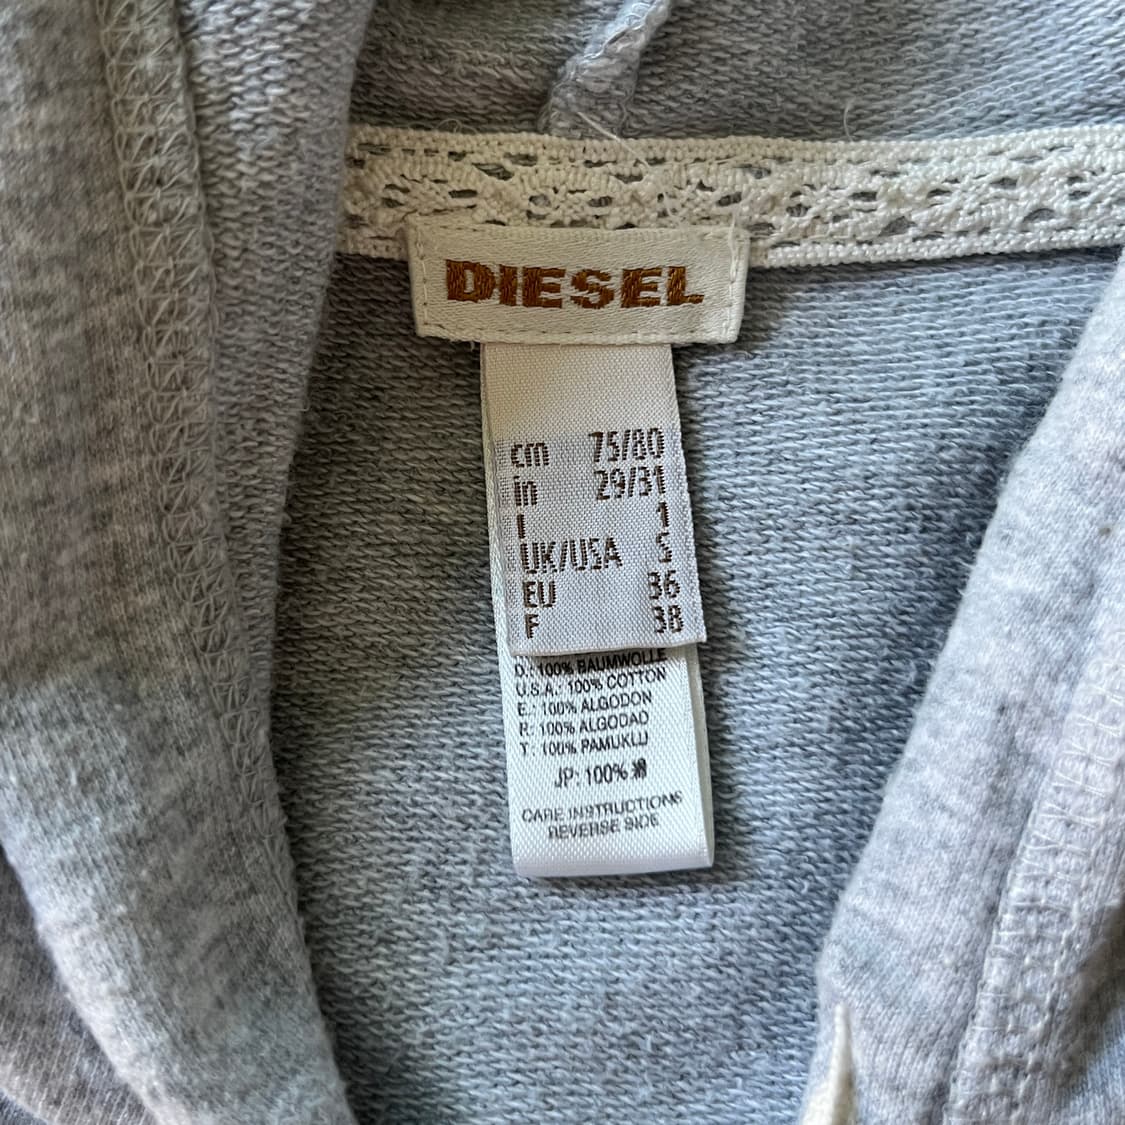 DIESEL
cm 75/80
in 29/31
I 1
UK/USA S
EU 36
F 38
D.: 100% BAUMWOLLE
U.S.A.: 100% COTTON
E.: 100% ALGODON
R: 100% ALGODAO
T: 100% PAMUKLU
JP: 100% 綿
CARE INSTRUCTIONS
REVERSE SIDE